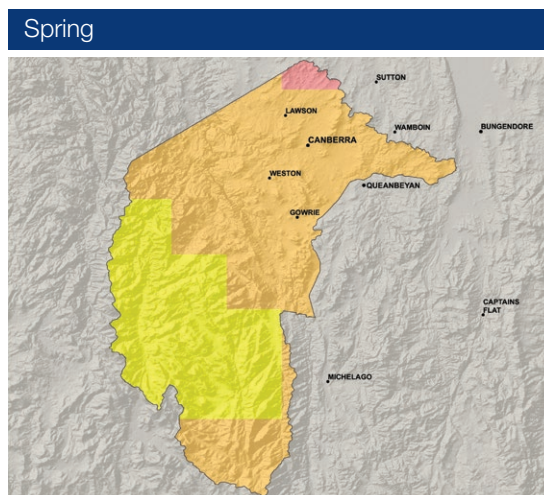 Spring
SUTTON
LAWSON
WAMBOIN
BUNGENDORE
CANBERRA
WESTON
QUEANBEYAN
GOWRIE
CAPTAINS
FLAT
MICHELAGO